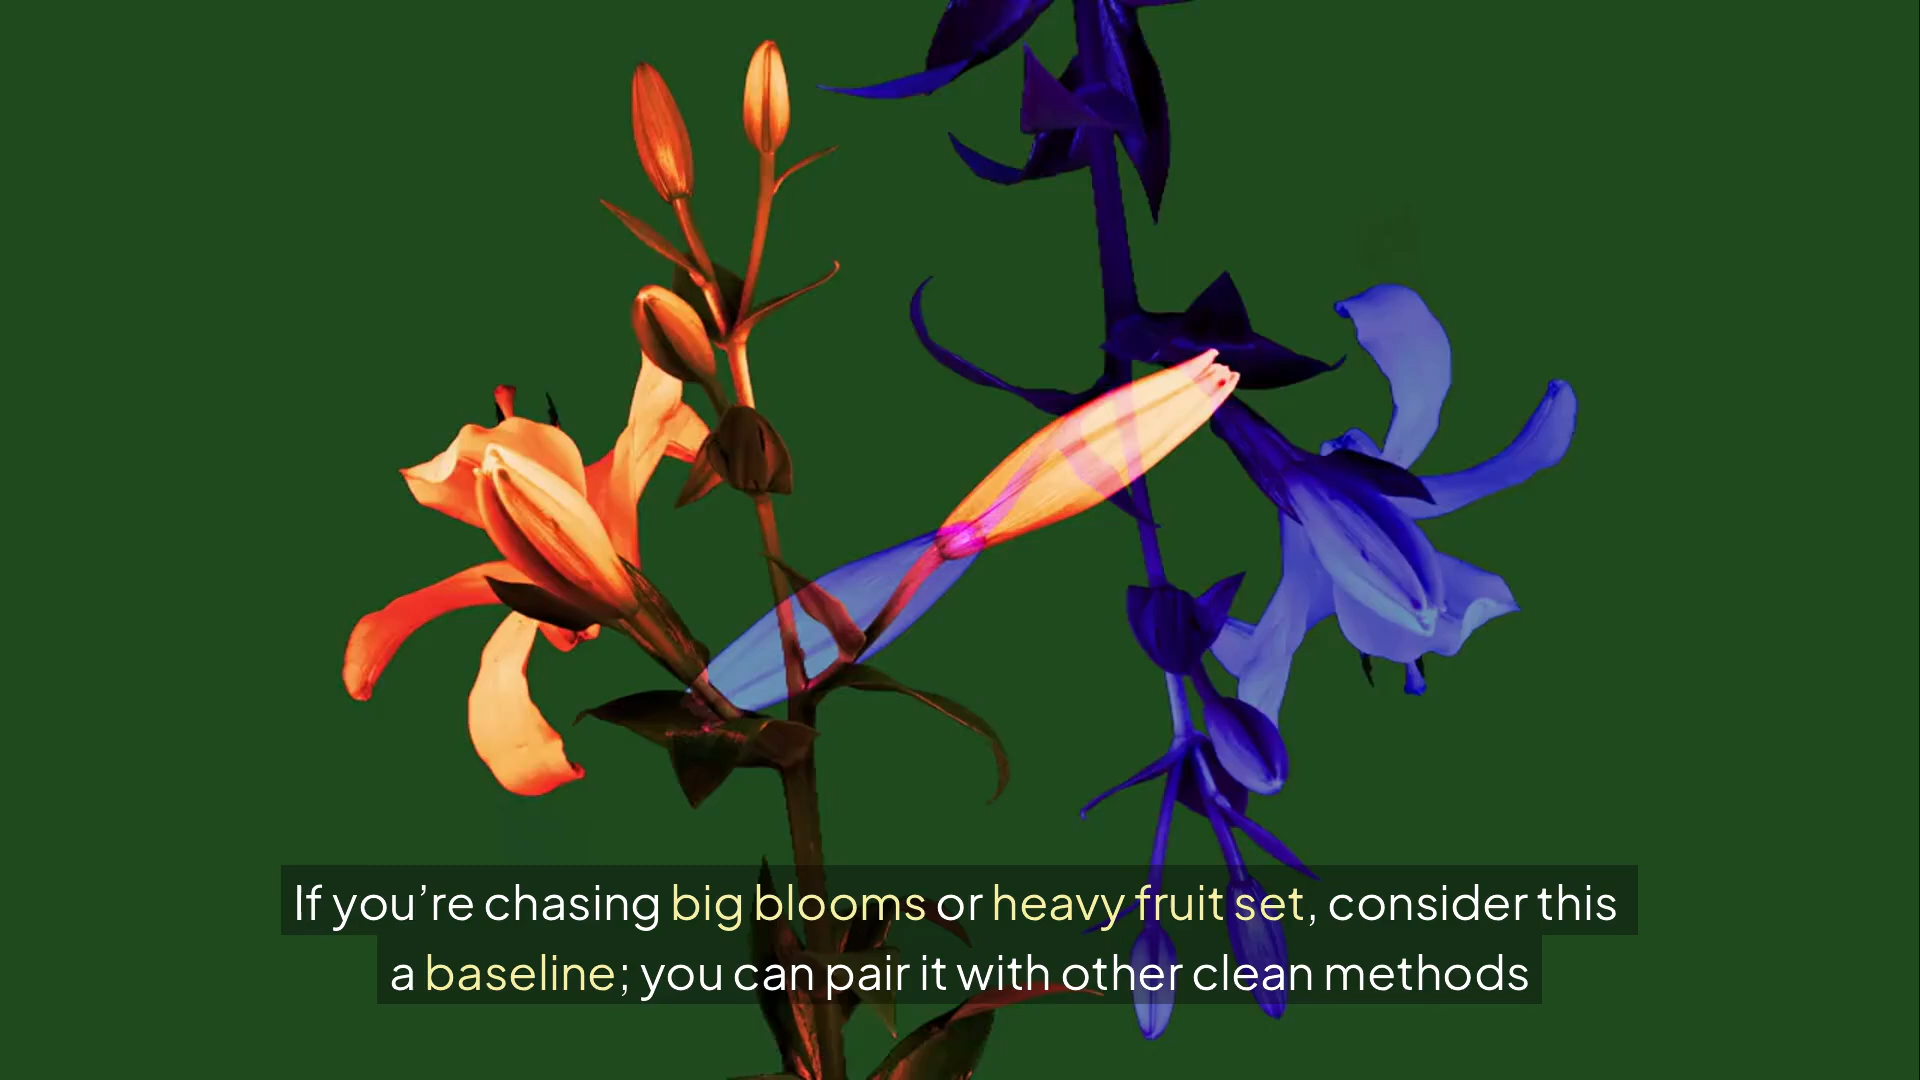 If you’re chasing big blooms or heavy fruit set, consider this
a baseline; you can pair it with other clean methods